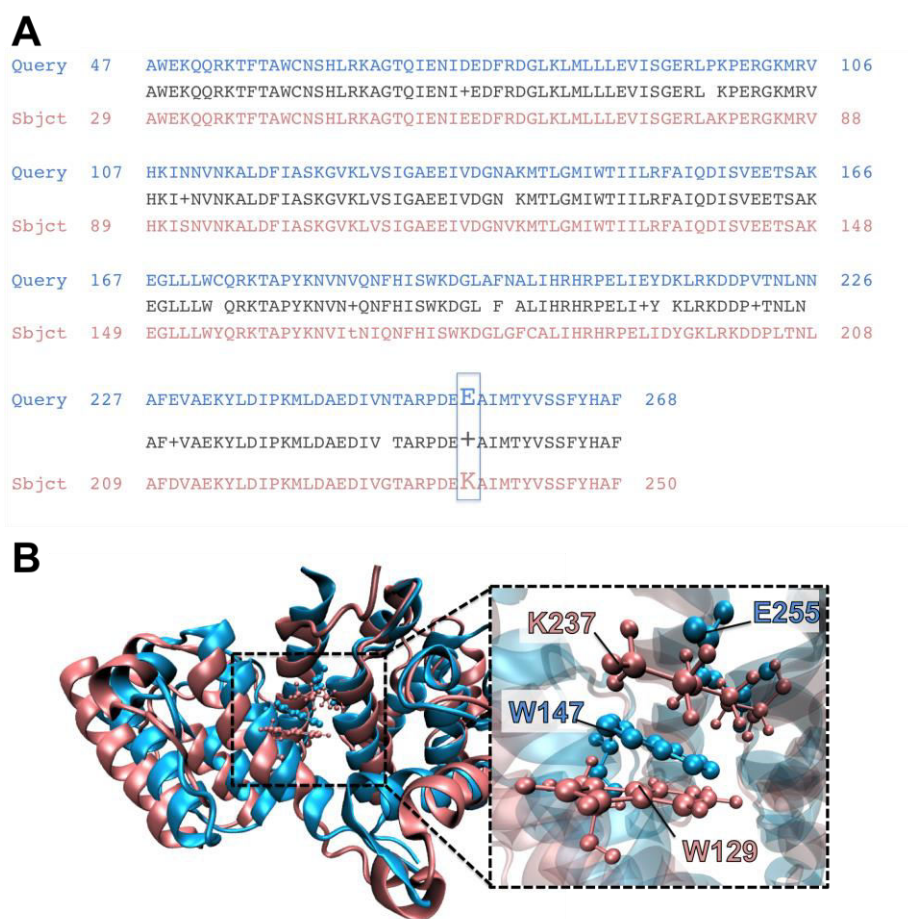 A
Query 47 AWEKQQRKTFTAWCNSHLRKAGTQIENIDEDFRDGLKLMLLLEVISGERLPKPERGKMRV 106
AWEKQQRKTFTAWCNSHLRKAGTQIENI+EDFRDGLKLMLLLEVISGERL KPERGKMRV
Sbjct 29 AWEKQQRKTFTAWCNSHLRKAGTQIENIEEDFRDGLKLMLLLEVISGERLAKPERGKMRV 88
Query 107 HKINNVNKALDFIASKGVKLVSIGAEEIVDGNAKMTLGMIWTIILRFAIQDISVEETSAK 166
HKI+NVNKALDFIASKGVKLVSIGAEEIVDGN KMTLGMIWTIILRFAIQDISVEETSAK
Sbjct 89 HKISNVNKALDFIASKGVKLVSIGAEEIVDGNVKMTLGMIWTIILRFAIQDISVEETSAK 148
Query 167 EGLLLWCQRKTAPYKNVNVQNFHISWKDGLAFNALIHRHRPELIEYDKLRKDDPVTNLNN 226
EGLLLW QRKTAPYKNVN+QNFHISWKDGL F ALIHRHRPELI+Y KLRKDDP+TNLN
Sbjct 149 EGLLLWYQRKTAPYKNVItNIQNFHISWKDGLGFCALIHRHRPELIDYGKLRKDDPLTNL 208
Query 227 AFEVAEKYLDIPKMLDAEDIVNTARPDEEAIMTYVSSFYHAF 268
AF+VAEKYLDIPKMLDAEDIV TARPDE+AIMTYVSSFYHAF
Sbjct 209 AFDVAEKYLDIPKMLDAEDIVGTARPDEKAIMTYVSSFYHAF 250
B
K237
E255
W147
W129